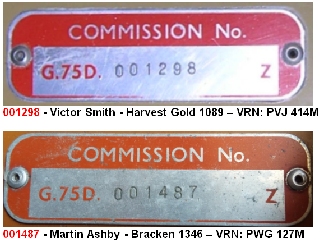 COMMISSION No.
G.75D. 001298 Z
001298 - Victor Smith - Harvest Gold 1089 – VRN: PVJ 414M
COMMISSION No.
G.75D. 001487 Z
001487 - Martin Ashby - Bracken 1346 – VRN: PWG 127M